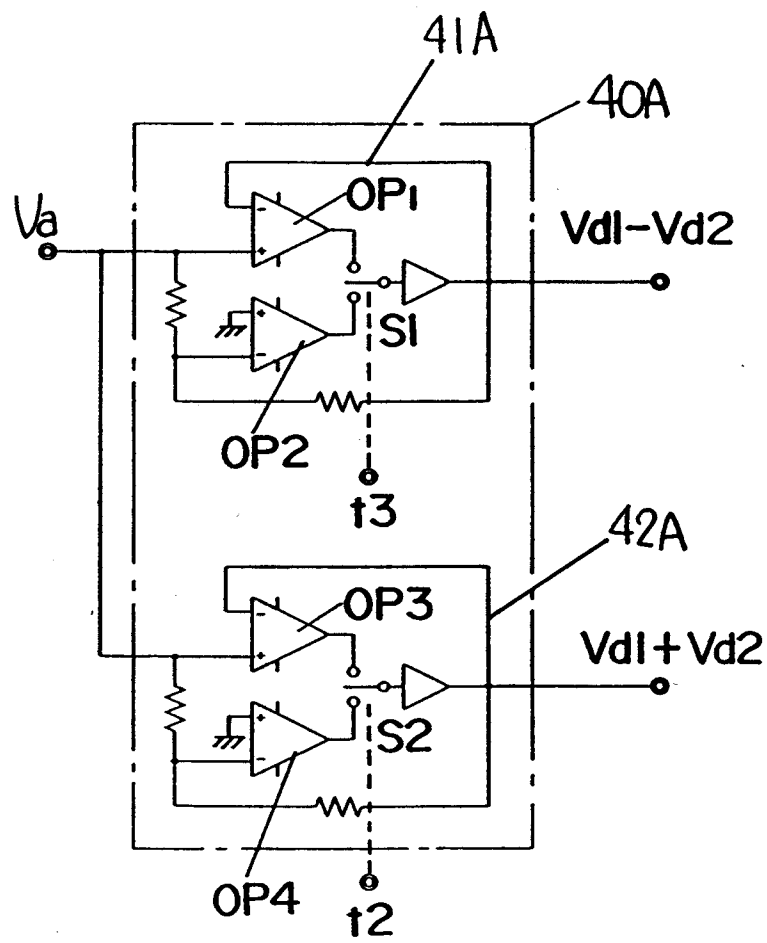 41A
40A
Va
OP1
Vd1-Vd2
-
+
+
-
S1
OP2
t3
42A
OP3
Vd1+Vd2
-
+
+
-
S2
OP4
t2